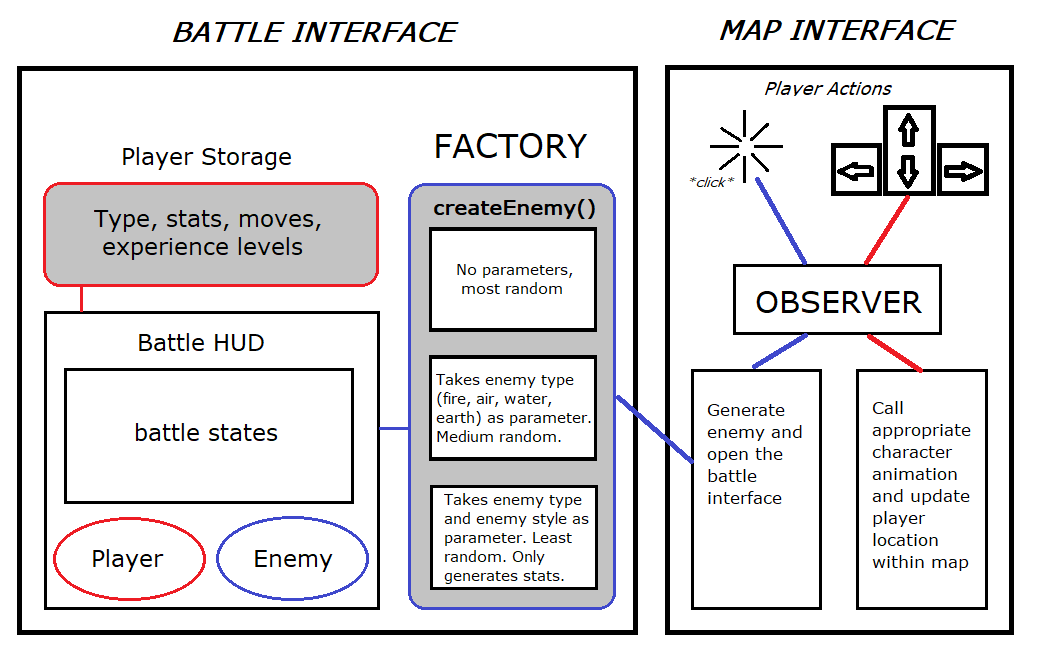 BATTLE INTERFACE
MAP INTERFACE
Player Storage
Type, stats, moves,
experience levels
Battle HUD
battle states
Player
Enemy
FACTORY
createEnemy()
No parameters,
most random
Takes enemy type
(fire, air, water,
earth) as parameter.
Medium random.
Takes enemy type
and enemy style as
parameter. Least
random. Only
generates stats.
Player Actions
*click*
OBSERVER
Generate
enemy and
open the
battle
interface
Call
appropriate
character
animation
and update
player
location
within map